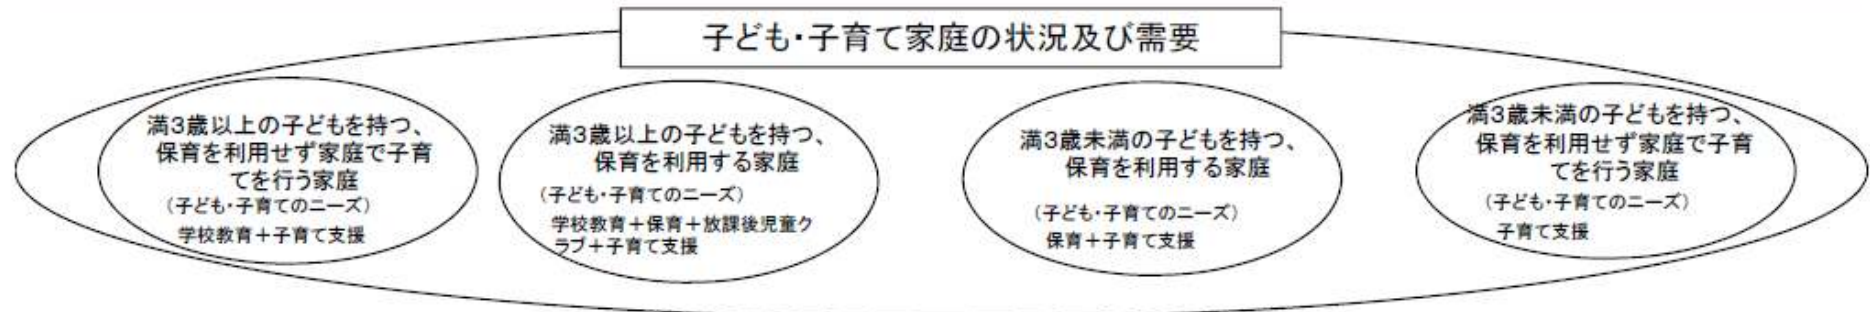 子ども・子育て家庭の状況及び需要
満3歳以上の子どもを持つ、
保育を利用せず家庭で子育
てを行う家庭
(子ども・子育てのニーズ)
学校教育+子育て支援
満3歳以上の子どもを持つ、
保育を利用する家庭
(子ども・子育てのニーズ)
学校教育+保育+放課後児童ク
ラブ+子育て支援
満3歳未満の子どもを持つ、
保育を利用する家庭
(子ども・子育てのニーズ)
保育+子育て支援
満3歳未満の子どもを持つ、
保育を利用せず家庭で子育
てを行う家庭
(子ども・子育てのニーズ)
子育て支援